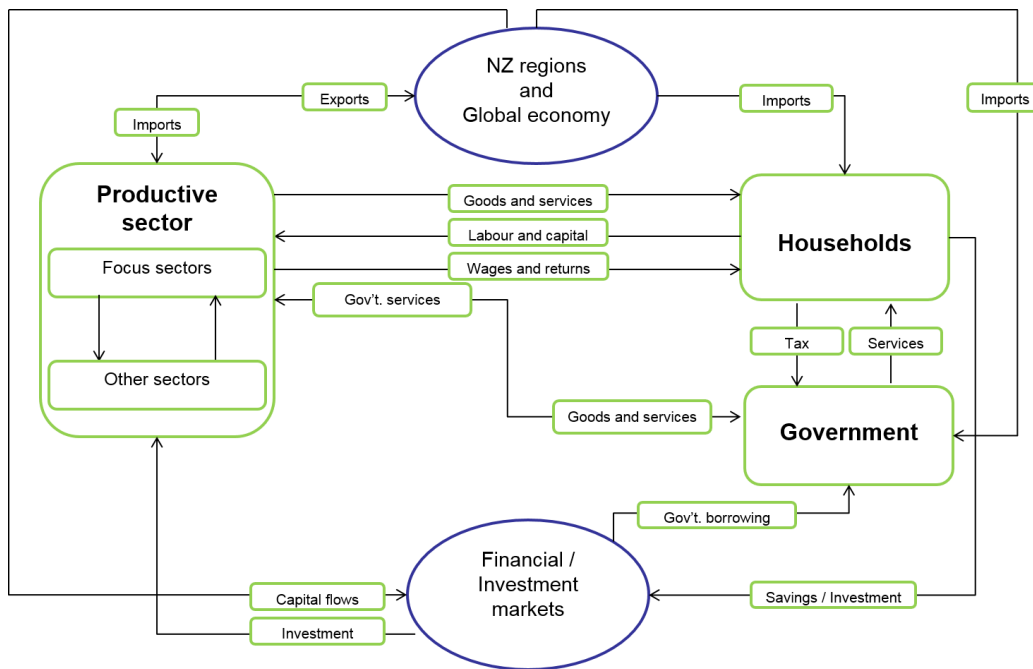 NZ regions
and
Global economy
Exports
Imports
Imports
Imports
Productive
sector
Focus sectors
Other sectors
Goods and services
Labour and capital
Wages and returns
Gov't. services
Households
Tax
Services
Goods and services
Government
Gov't. borrowing
Financial /
Investment
markets
Capital flows
Investment
Savings / Investment